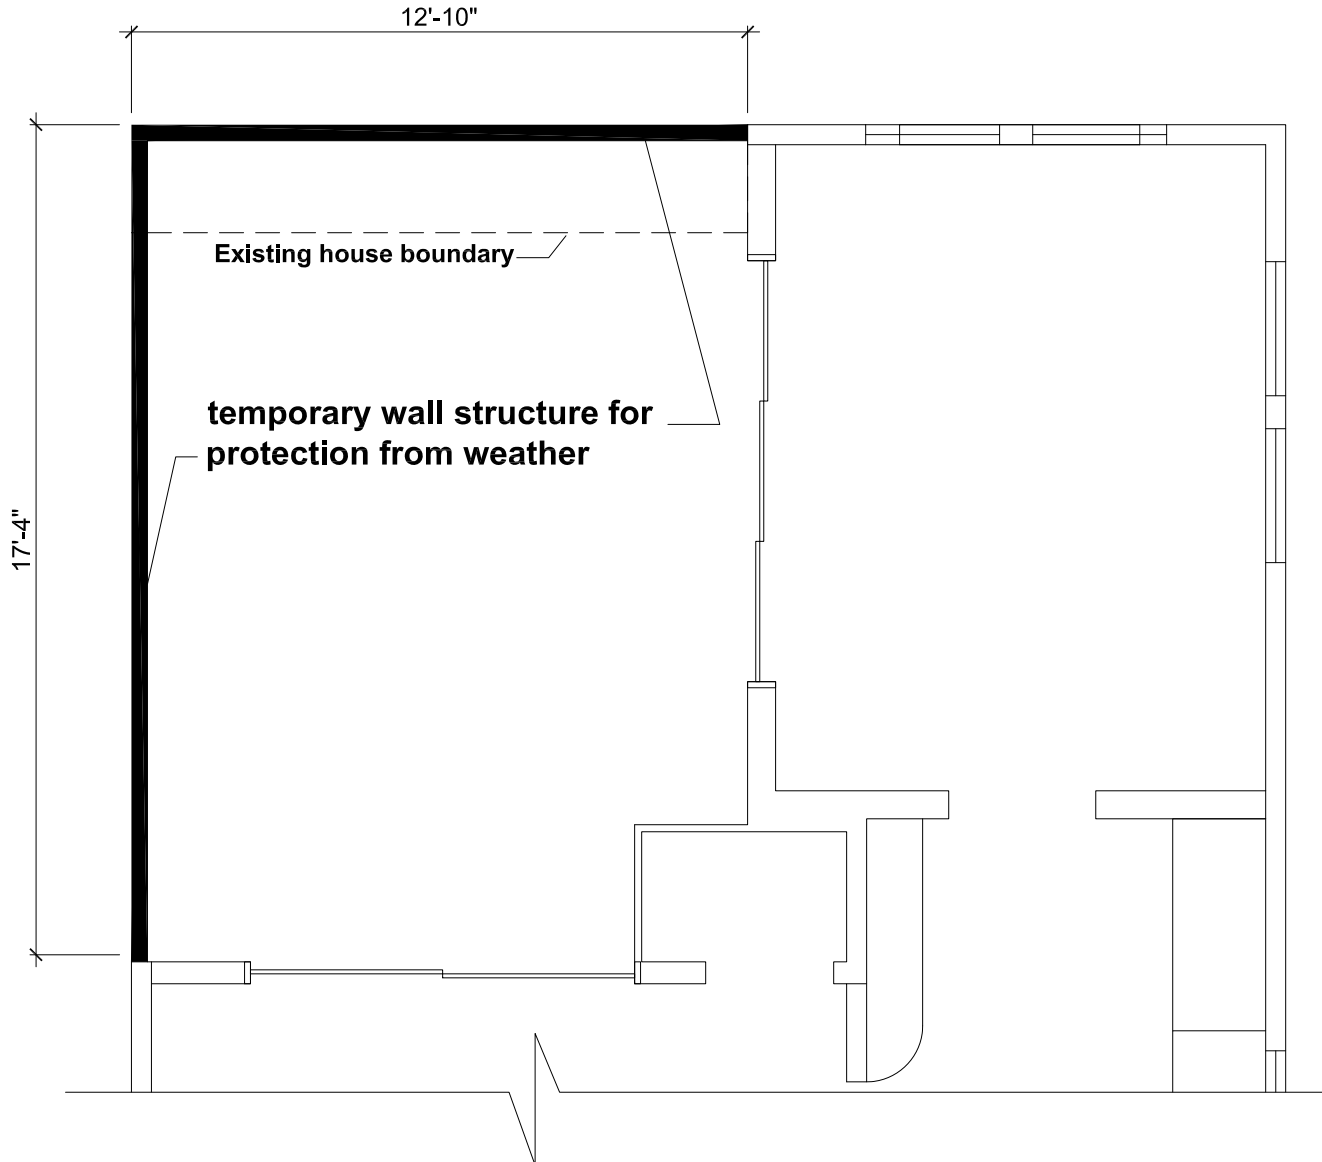 12'-10"
Existing house boundary
temporary wall structure for
protection from weather
17'-4"